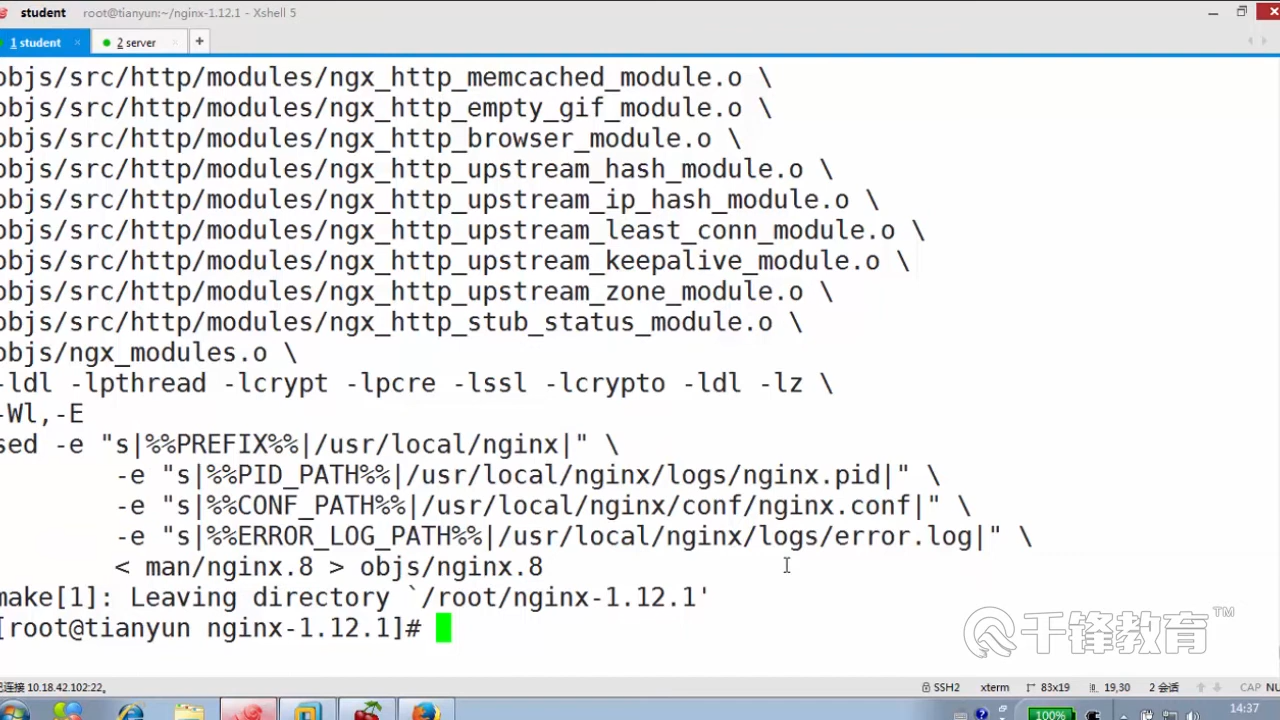 student root@tianyun:~/nginx-1.12.1 - Xshell 5
1 student × 2 server × +
objs/src/http/modules/ngx_http_memcached_module.o \
objs/src/http/modules/ngx_http_empty_gif_module.o \
objs/src/http/modules/ngx_http_browser_module.o \
objs/src/http/modules/ngx_http_upstream_hash_module.o \
objs/src/http/modules/ngx_http_upstream_ip_hash_module.o \
objs/src/http/modules/ngx_http_upstream_least_conn_module.o \
objs/src/http/modules/ngx_http_upstream_keepalive_module.o \
objs/src/http/modules/ngx_http_upstream_zone_module.o \
objs/src/http/modules/ngx_http_stub_status_module.o \
objs/ngx_modules.o \
-ldl -lpthread -lcrypt -lpcre -lssl -lcrypto -ldl -lz \
-Wl,-E
sed -e "s|%%PREFIX%%|/usr/local/nginx|" \
-e "s|%%PID_PATH%%|/usr/local/nginx/logs/nginx.pid|" \
-e "s|%%CONF_PATH%%|/usr/local/nginx/conf/nginx.conf|" \
-e "s|%%ERROR_LOG_PATH%%|/usr/local/nginx/logs/error.log|" \
< man/nginx.8 > objs/nginx.8
make[1]: Leaving directory `/root/nginx-1.12.1'
[root@tianyun nginx-1.12.1]#
千锋教育™
已连接 10.18.42.102:22。 SSH2 xterm 83x19 19,30 2 会话 CAP NU
100% 14:37